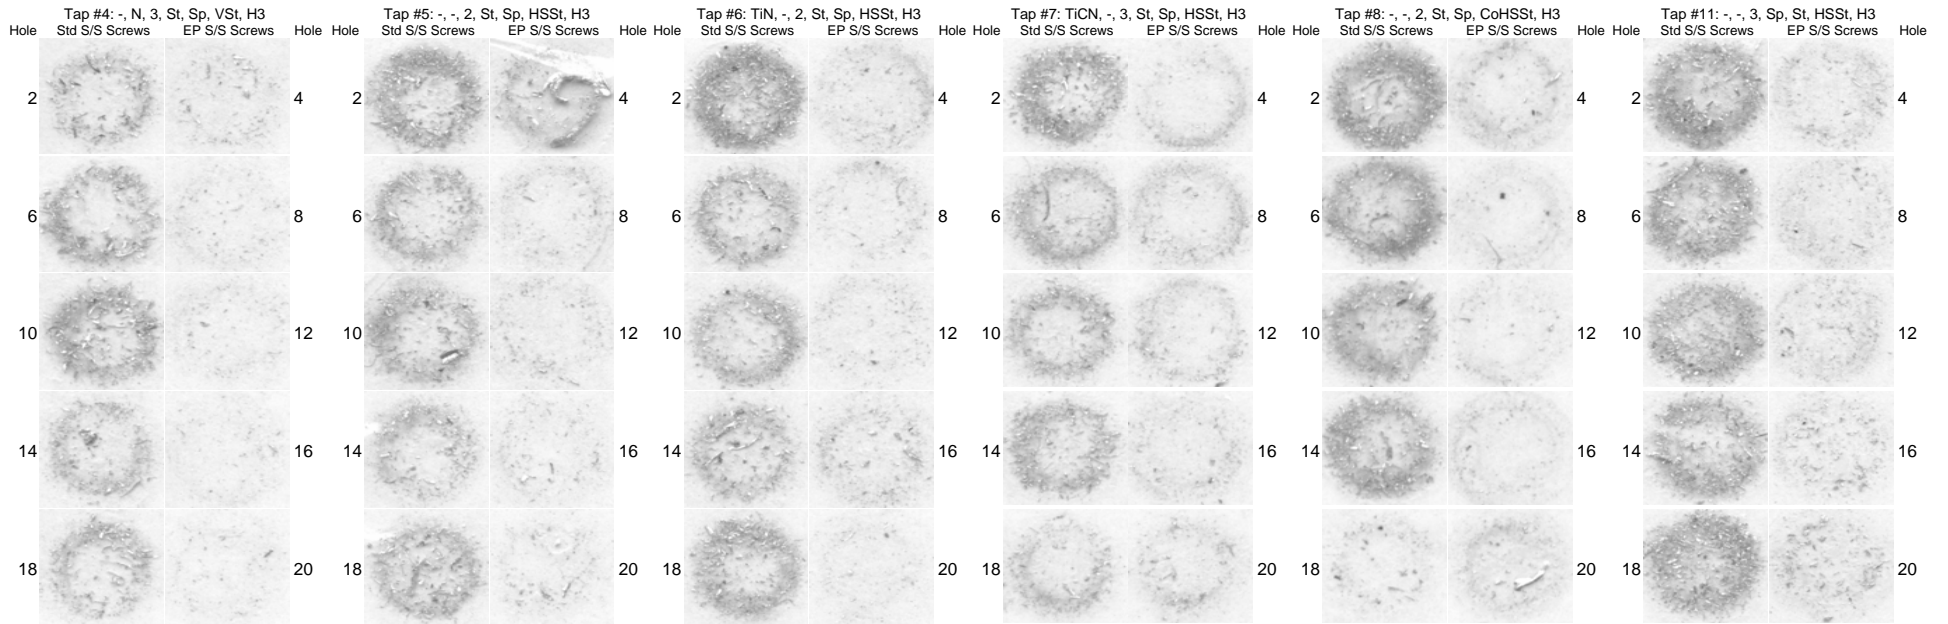 Tap #4: -, N, 3, St, Sp, VSt, H3 Tap #5: -, -, 2, St, Sp, HSSt, H3 Tap #6: TiN, -, 2, St, Sp, HSSt, H3 Tap #7: TiCN, -, 3, St, Sp, HSSt, H3 Tap #8: -, -, 2, St, Sp, CoHSSt, H3 Tap #11: -, -, 3, Sp, St, HSSt, H3
Hole Std S/S Screws EP S/S Screws Hole Std S/S Screws EP S/S Screws Hole Hole Std S/S Screws EP S/S Screws Hole Hole Std S/S Screws EP S/S Screws Hole Std S/S Screws EP S/S Screws Hole Hole Std S/S Screws EP S/S Screws Hole
2 4 2 4 2 4 2 4 2 4 2 4
6 8 6 8 6 8 6 8 6 8 6 8
10 12 10 12 10 12 10 12 10 12 10 12
14 16 14 16 14 16 14 16 14 16 14 16
18 20 18 20 18 20 18 20 18 20 18 20